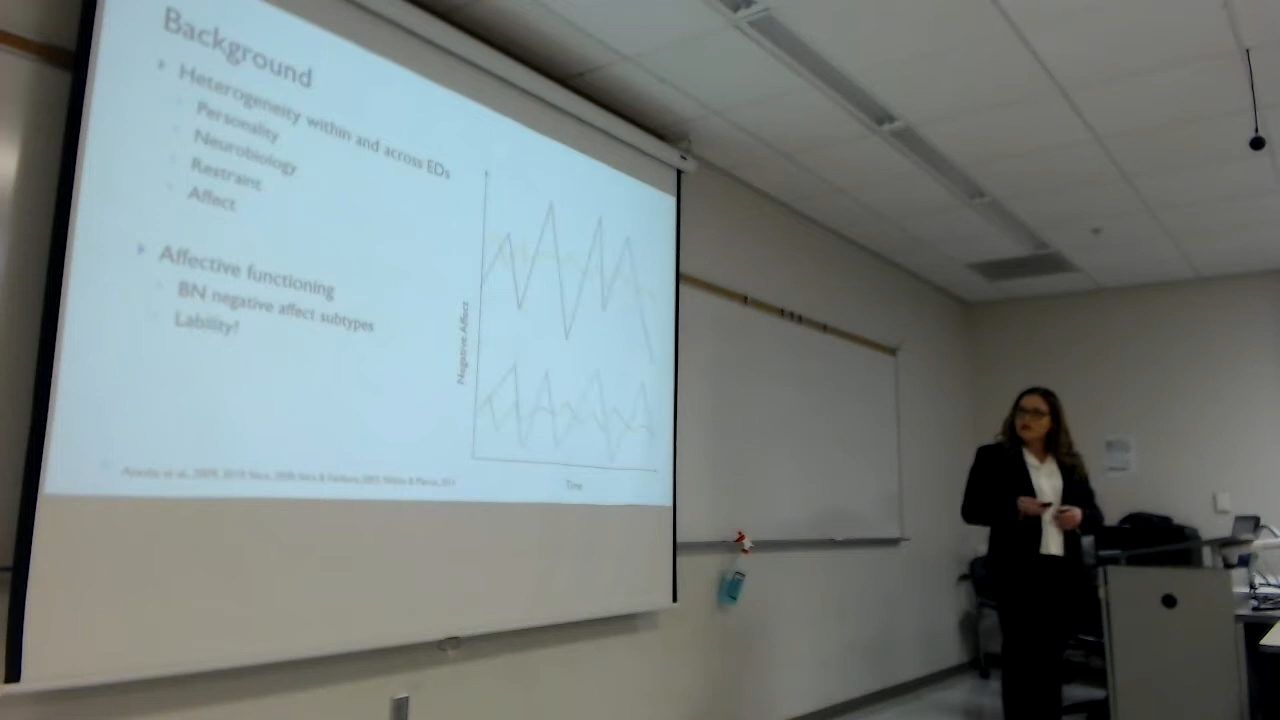 Background
Heterogeneity within and across EDs
Personality
Neurobiology
Restraint
Affect
Affective functioning
BN negative affect subtypes
Lability?
Negative Affect
Time